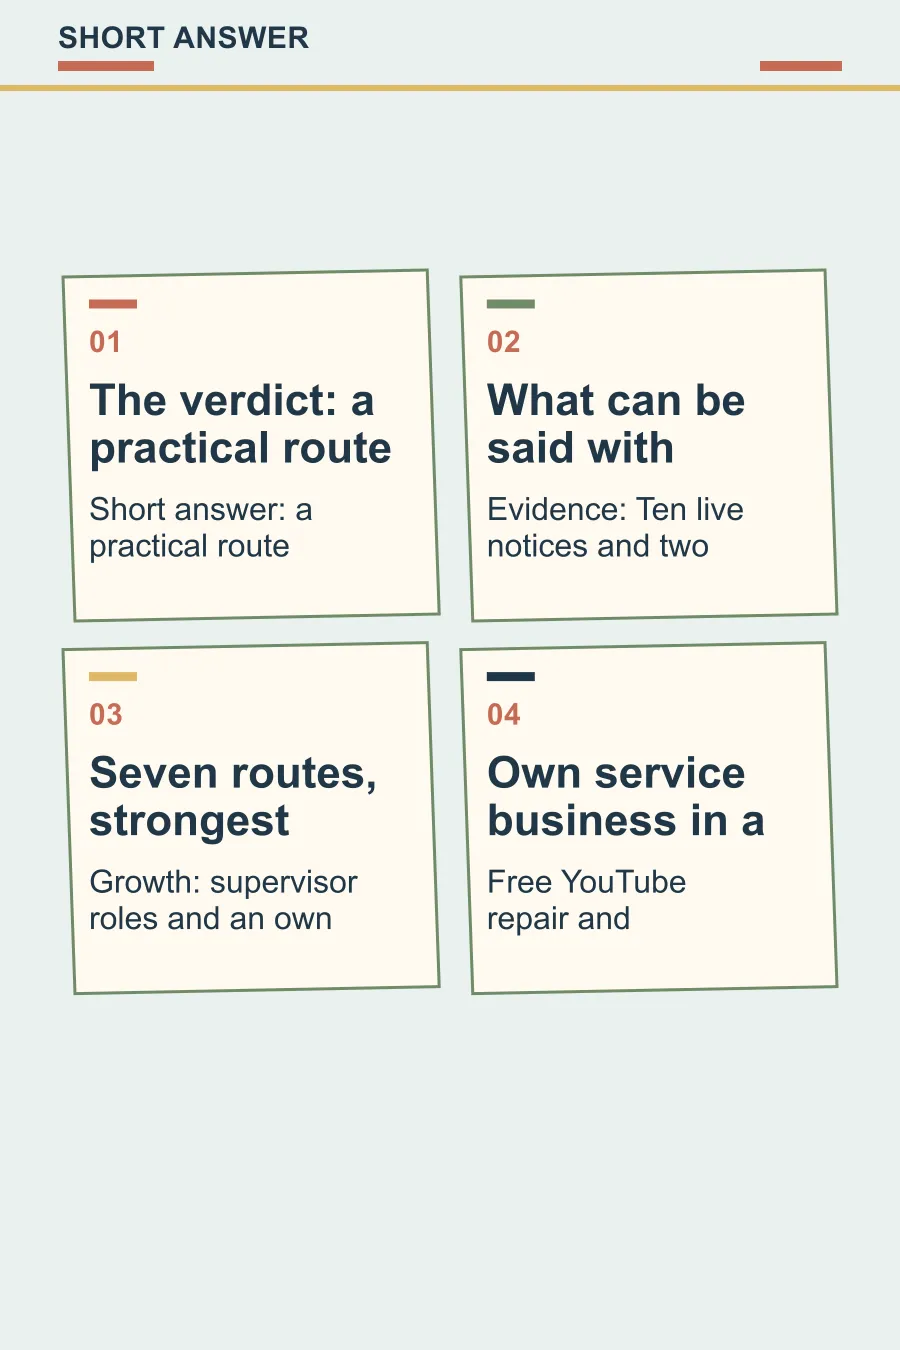 SHORT ANSWER
01
The verdict: a
practical route
Short answer: a
practical route
02
What can be
said with
Evidence: Ten live
notices and two
03
Seven routes,
strongest
Growth: supervisor
roles and an own
04
Own service
business in a
Free YouTube
repair and